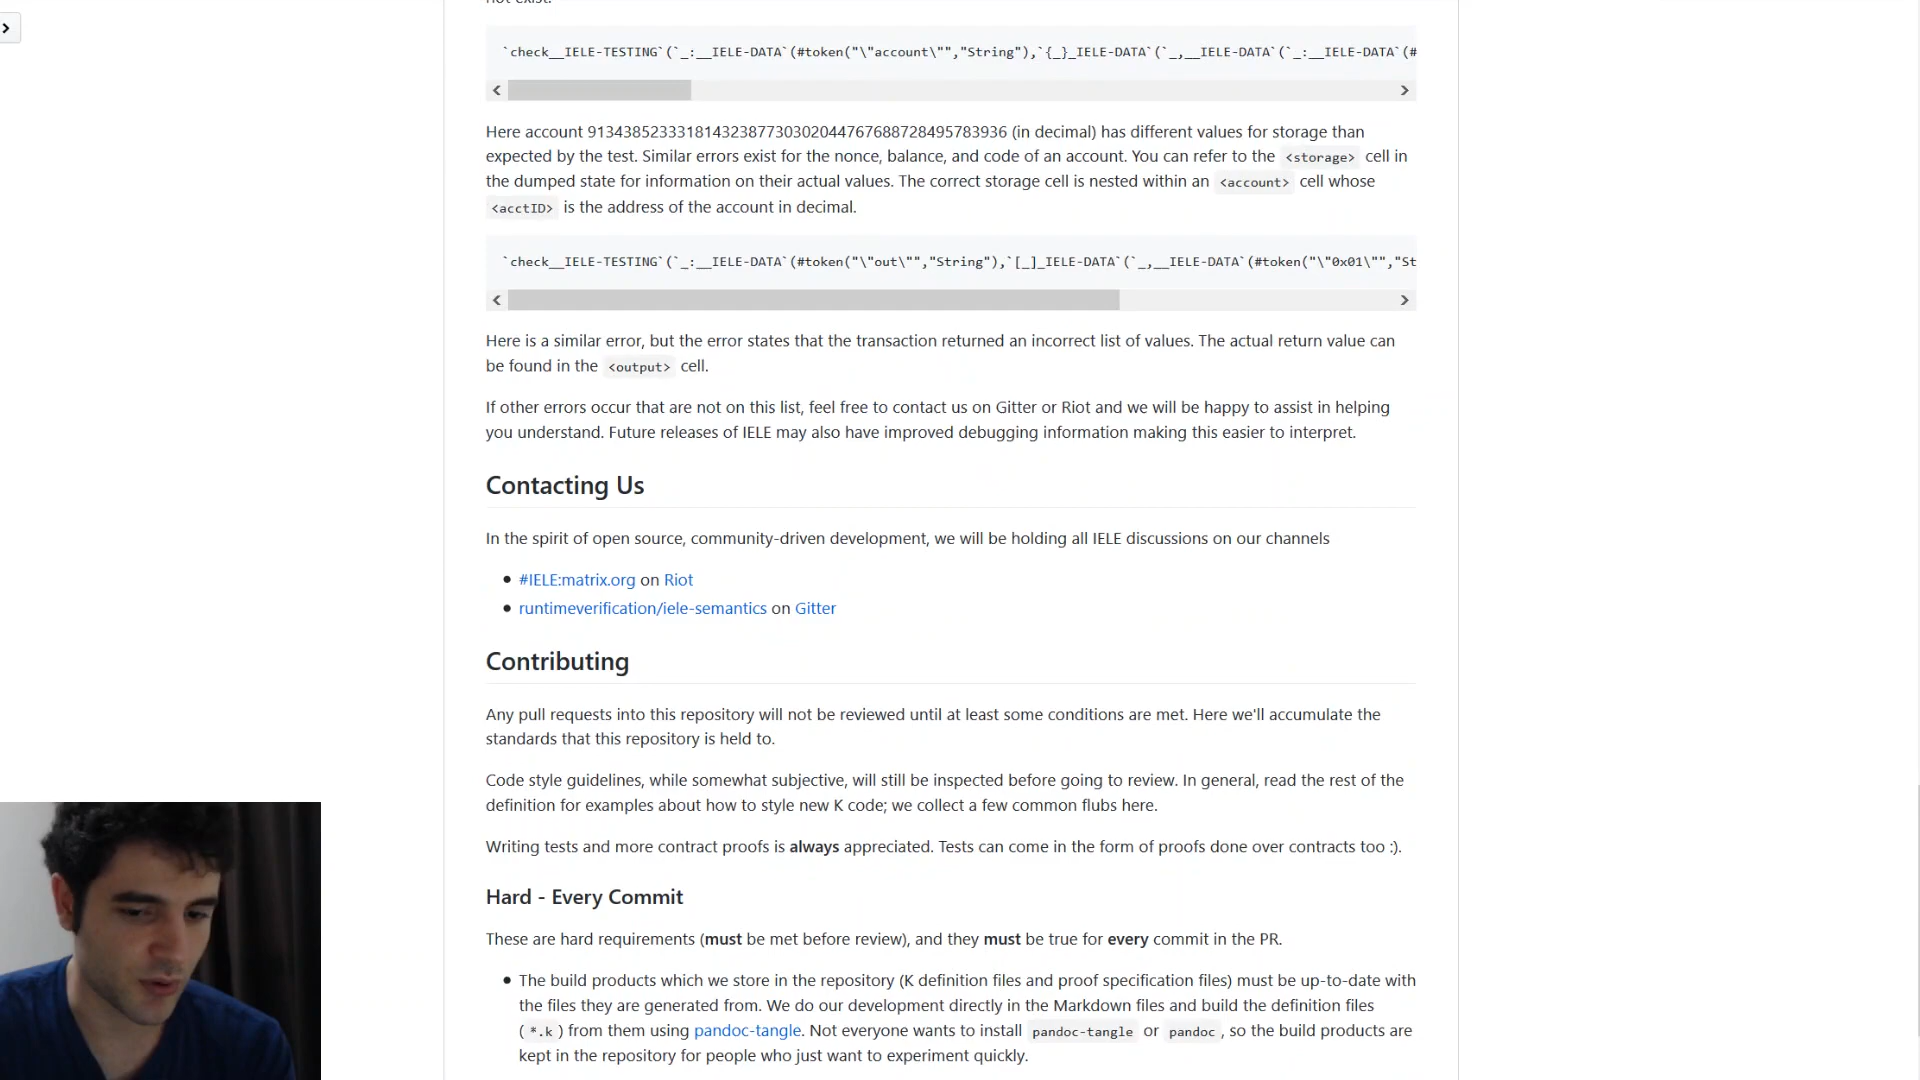 `check__IELE-TESTING`(`_:__IELE-DATA`(#token("\"account\"","String"),`{_}_IELE-DATA`(`_,__IELE-DATA`(`_:__IELE-DATA`(#
Here account 913438523331814323877303020447676887284957839​36 (in decimal) has different values for storage than
expected by the test. Similar errors exist for the nonce, balance, and code of an account. You can refer to the <storage> cell in
the dumped state for information on their actual values. The correct storage cell is nested within an <account> cell whose
<acctID> is the address of the account in decimal.
`check__IELE-TESTING`(`_:__IELE-DATA`(#token("\"out\"","String"),`[_]_IELE-DATA`(`_,__IELE-DATA`(#token("\"0x01\"","St
Here is a similar error, but the error states that the transaction returned an incorrect list of values. The actual return value can
be found in the <output> cell.
If other errors occur that are not on this list, feel free to contact us on Gitter or Riot and we will be happy to assist in helping
you understand. Future releases of IELE may also have improved debugging information making this easier to interpret.
Contacting Us
In the spirit of open source, community-driven development, we will be holding all IELE discussions on our channels
• #IELE:matrix.org on Riot
• runtimeverification/iele-semantics on Gitter
Contributing
Any pull requests into this repository will not be reviewed until at least some conditions are met. Here we'll accumulate the
standards that this repository is held to.
Code style guidelines, while somewhat subjective, will still be inspected before going to review. In general, read the rest of the
definition for examples about how to style new K code; we collect a few common flubs here.
Writing tests and more contract proofs is always appreciated. Tests can come in the form of proofs done over contracts too :).
Hard - Every Commit
These are hard requirements (must be met before review), and they must be true for every commit in the PR.
• The build products which we store in the repository (K definition files and proof specification files) must be up-to-date with
the files they are generated from. We do our development directly in the Markdown files and build the definition files
( *.k ) from them using pandoc-tangle. Not everyone wants to install pandoc-tangle or pandoc , so the build products are
kept in the repository for people who just want to experiment quickly.